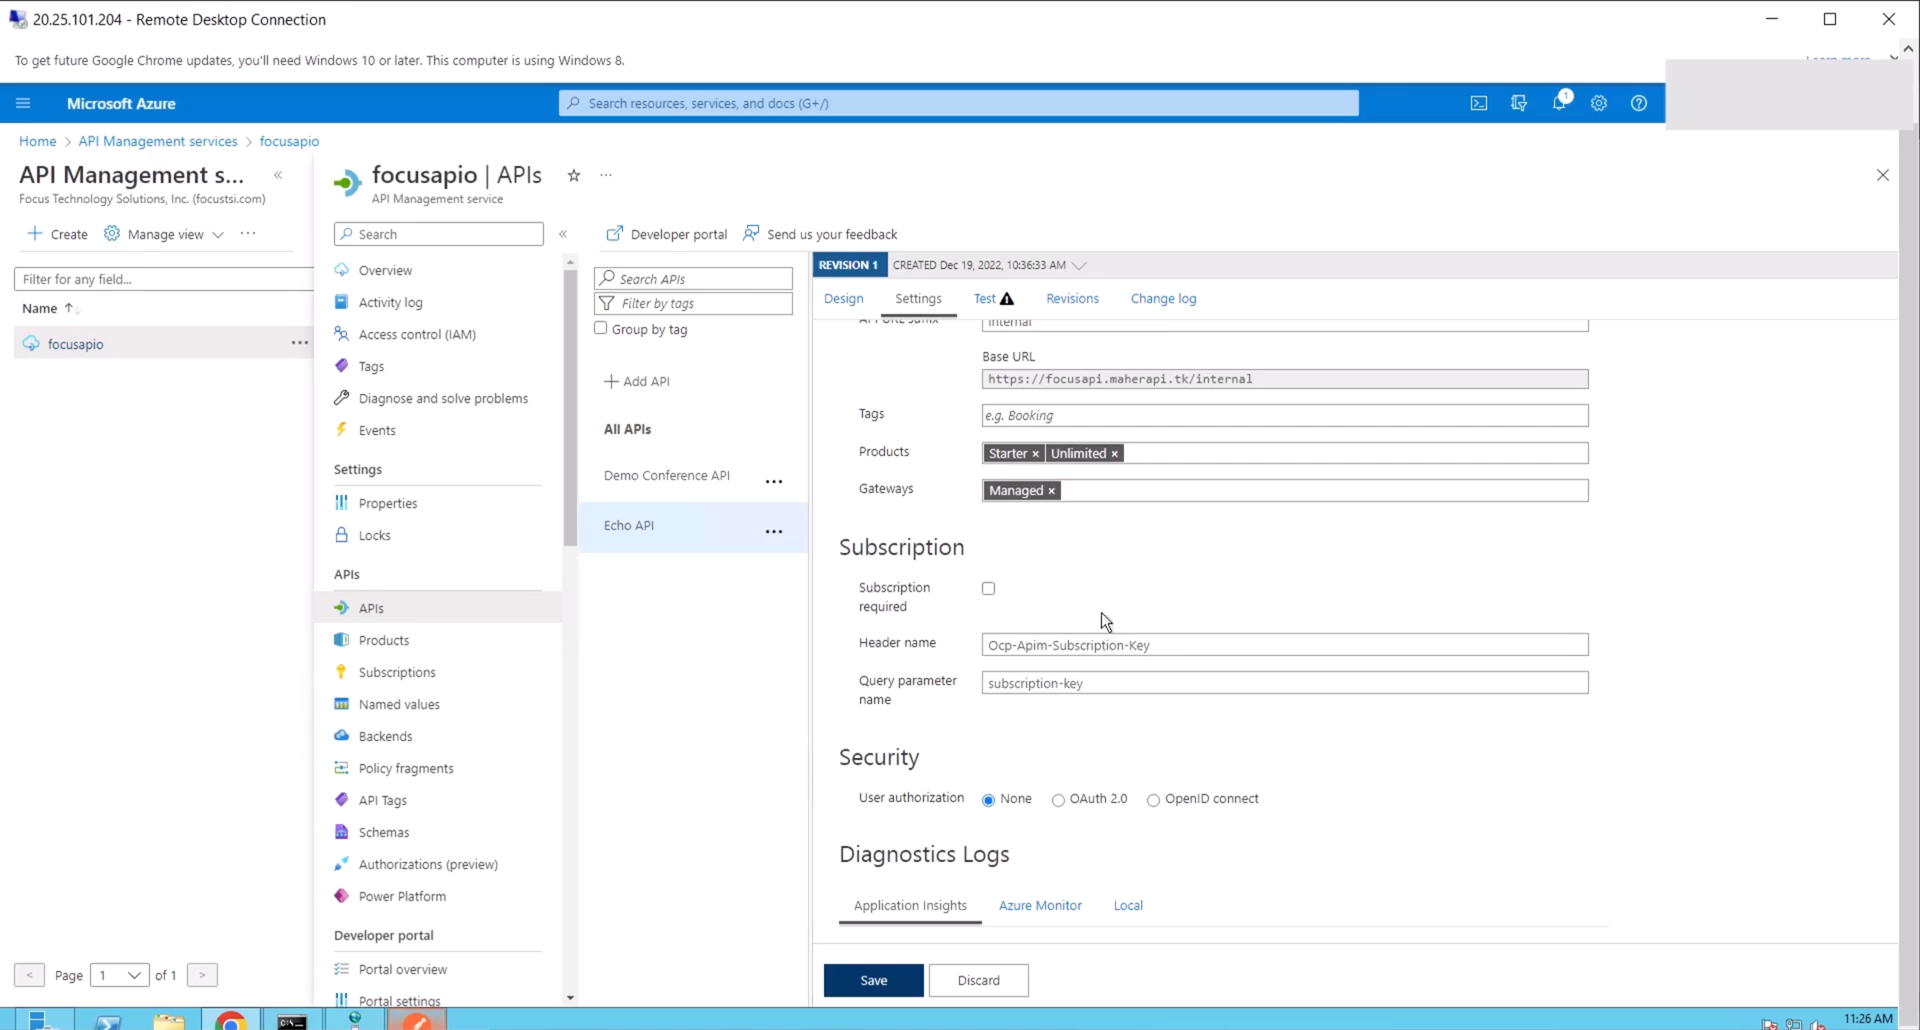 20.25.101.204 - Remote Desktop Connection
To get future Google Chrome updates, you'll need Windows 10 or later. This computer is using Windows 8.
Microsoft Azure
Search resources, services, and docs (G+/)
1
Home > API Management services > focusapio
API Management s...
Focus Technology Solutions, Inc. (focustsi.com)
Create
Manage view
...
Filter for any field...
Name
focusapio
...
Page 1 of 1
focusapio | APIs
...
API Management service
Search
Overview
Activity log
Access control (IAM)
Tags
Diagnose and solve problems
Events
Settings
Properties
Locks
APIs
APIs
Products
Subscriptions
Named values
Backends
Policy fragments
API Tags
Schemas
Authorizations (preview)
Power Platform
Developer portal
Portal overview
Portal settings
Developer portal
Send us your feedback
Search APIs
Filter by tags
Group by tag
Add API
All APIs
Demo Conference API
...
Echo API
...
REVISION 1
CREATED Dec 19, 2022, 10:36:33 AM
Design
Settings
Test
Revisions
Change log
API URL suffix
internal
Base URL
https://focusapi.maherapi.tk/internal
Tags
e.g. Booking
Products
Starter × Unlimited ×
Gateways
Managed ×
Subscription
Subscription
required
Header name
Ocp-Apim-Subscription-Key
Query parameter
name
subscription-key
Security
User authorization
None
OAuth 2.0
OpenID connect
Diagnostics Logs
Application Insights
Azure Monitor
Local
Save
Discard
11:26 AM